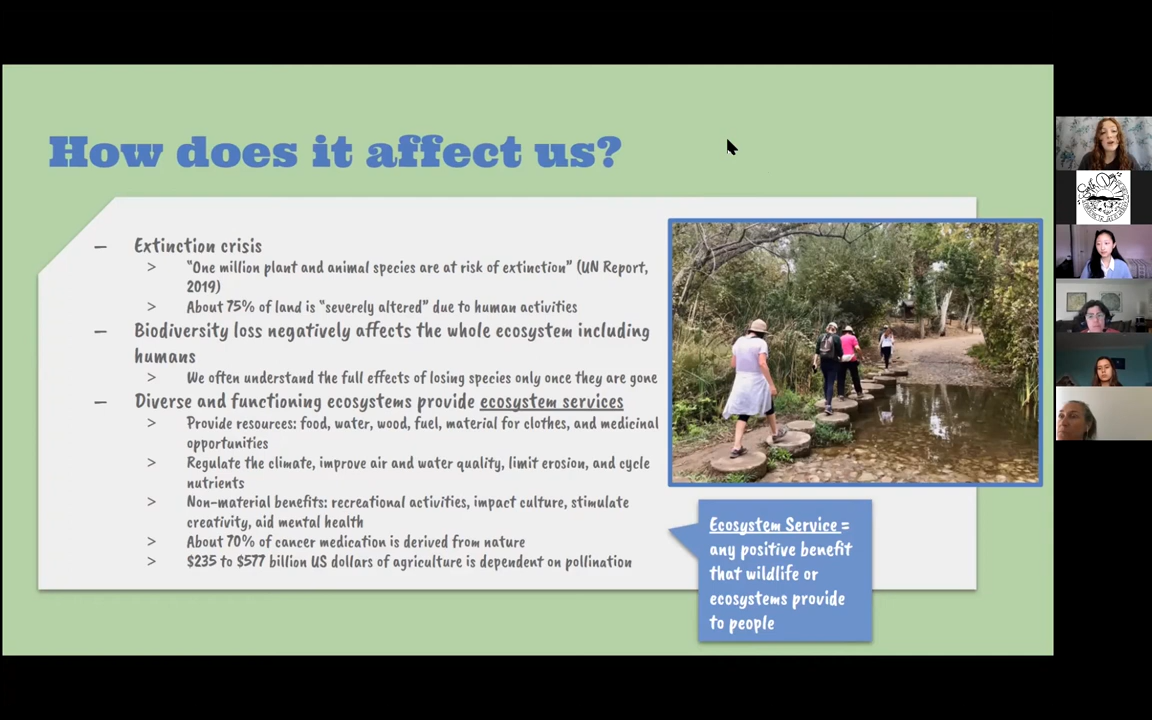 How does it affect us?
— Extinction crisis
> "One million plant and animal species are at risk of extinction" (UN Report,
2019)
> About 75% of land is "severely altered" due to human activities
— Biodiversity loss negatively affects the whole ecosystem including
humans
> We often understand the full effects of losing species only once they are gone
— Diverse and functioning ecosystems provide ecosystem services
> Provide resources: food, water, wood, fuel, material for clothes, and medicinal
opportunities
> Regulate the climate, improve air and water quality, limit erosion, and cycle
nutrients
> Non-material benefits: recreational activities, impact culture, stimulate
creativity, aid mental health
> About 70% of cancer medication is derived from nature
> $235 to $577 billion US dollars of agriculture is dependent on pollination
Ecosystem Service =
any positive benefit
that wildlife or
ecosystems provide
to people